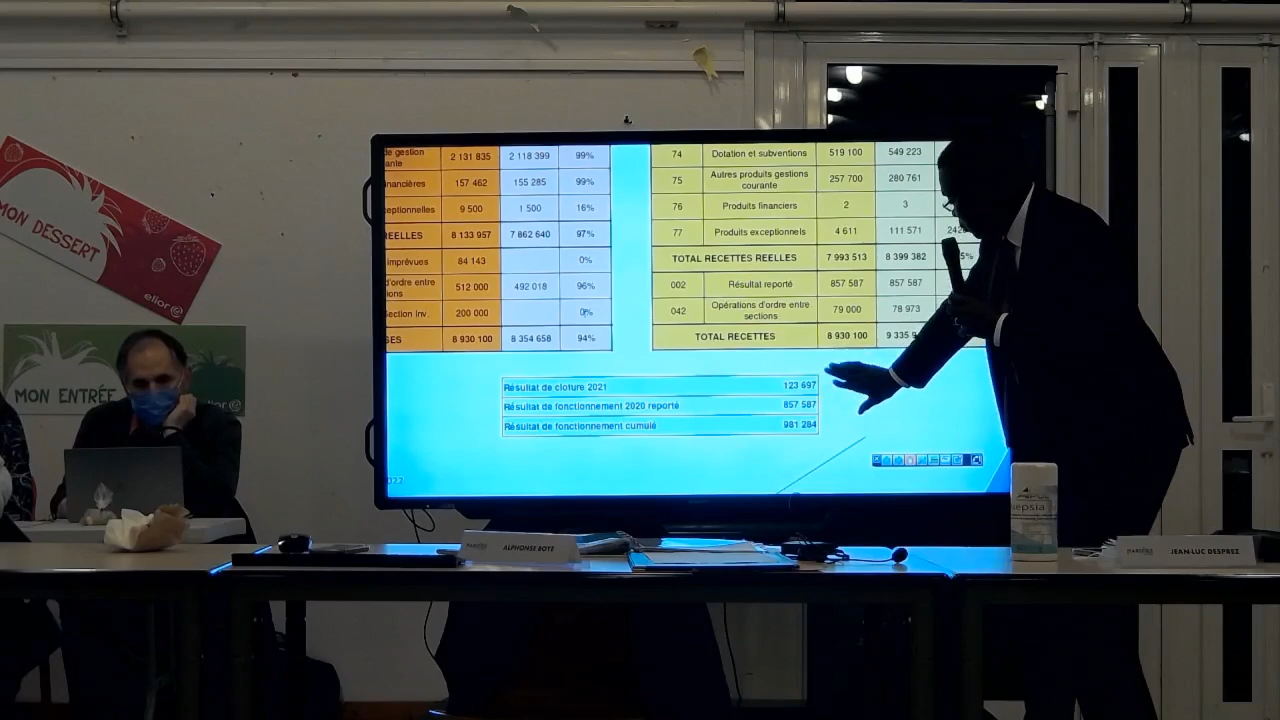 MON DESSERT
elior
MON ENTRÉE
de gestion
ante
2 131 835
2 118 399
99%
nancières
157 462
155 285
99%
eptionnelles
9 500
1 500
16%
REELLES
8 133 957
7 862 640
97%
imprévues
84 143
0%
d'ordre entre
ions
512 000
492 018
96%
section inv.
200 000
0%
SES
8 930 100
8 354 658
94%
74
Dotation et subventions
519 100
549 223
75
Autres produits gestions
courante
257 700
280 761
76
Produits financiers
2
3
77
Produits exceptionnels
4 611
111 571
TOTAL RECETTES REELLES
7 993 513
8 399 382
5%
002
Résultat reporté
857 587
857 587
042
Opérations d'ordre entre
sections
79 000
78 973
TOTAL RECETTES
8 930 100
9 335 9
Résultat de cloture 2021
123 697
Résultat de fonctionnement 2020 reporté
857 587
Résultat de fonctionnement cumulé
981 284
022
ALPHONSE BOYE
JEAN-LUC DESPREZ